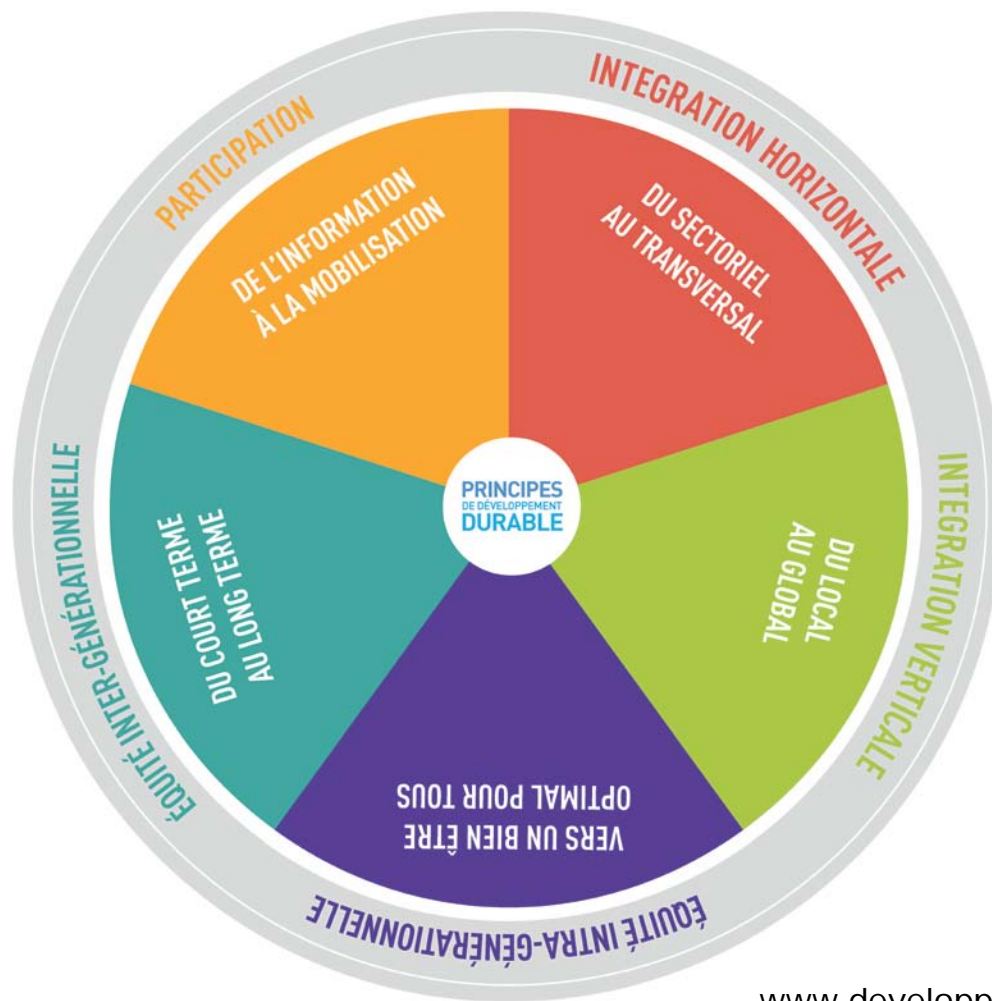 PARTICIPATION
DE L'INFORMATION
À LA MOBILISATION
INTEGRATION HORIZONTALE
DU SECTORIEL
AU TRANSVERSAL
INTEGRATION VERTICALE
DU LOCAL
AU GLOBAL
ÉQUITÉ INTRA-GÉNÉRATIONNELLE
VERS UN BIEN ÊTRE
OPTIMAL POUR TOUS
ÉQUITÉ INTER-GÉNÉRATIONNELLE
DU COURT TERME
AU LONG TERME
PRINCIPES
DE DÉVELOPPEMENT
DURABLE